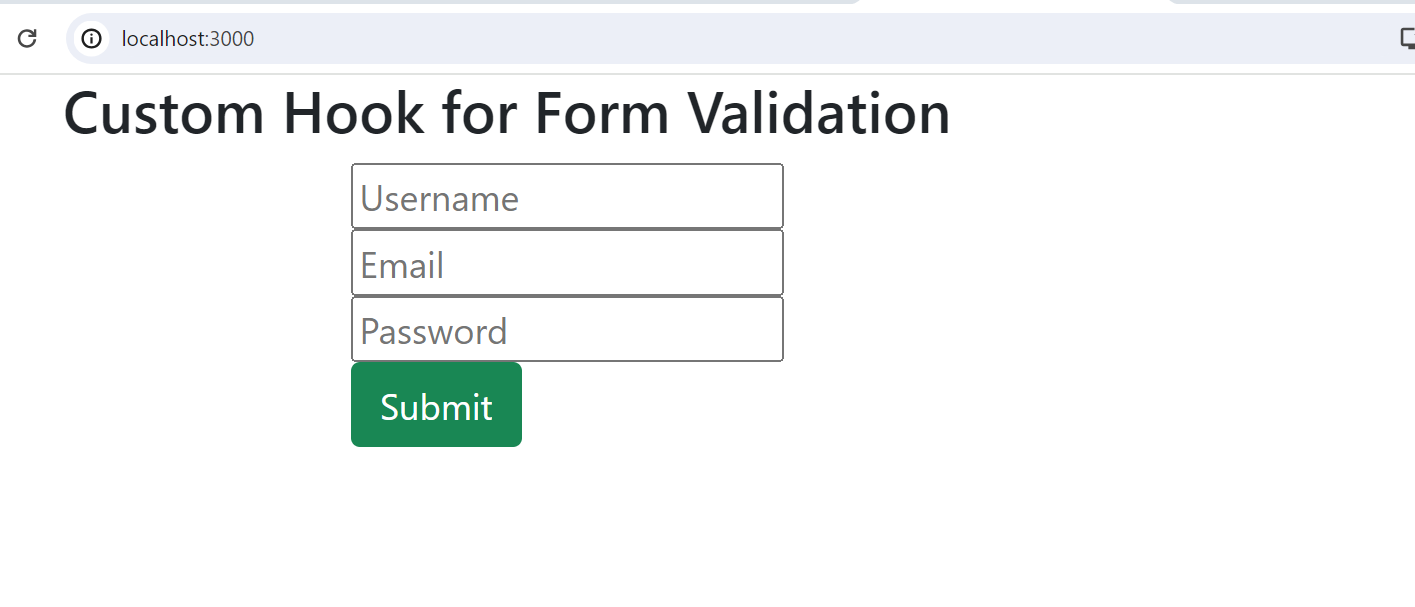 localhost:3000
Custom Hook for Form Validation
Username
Email
Password
Submit